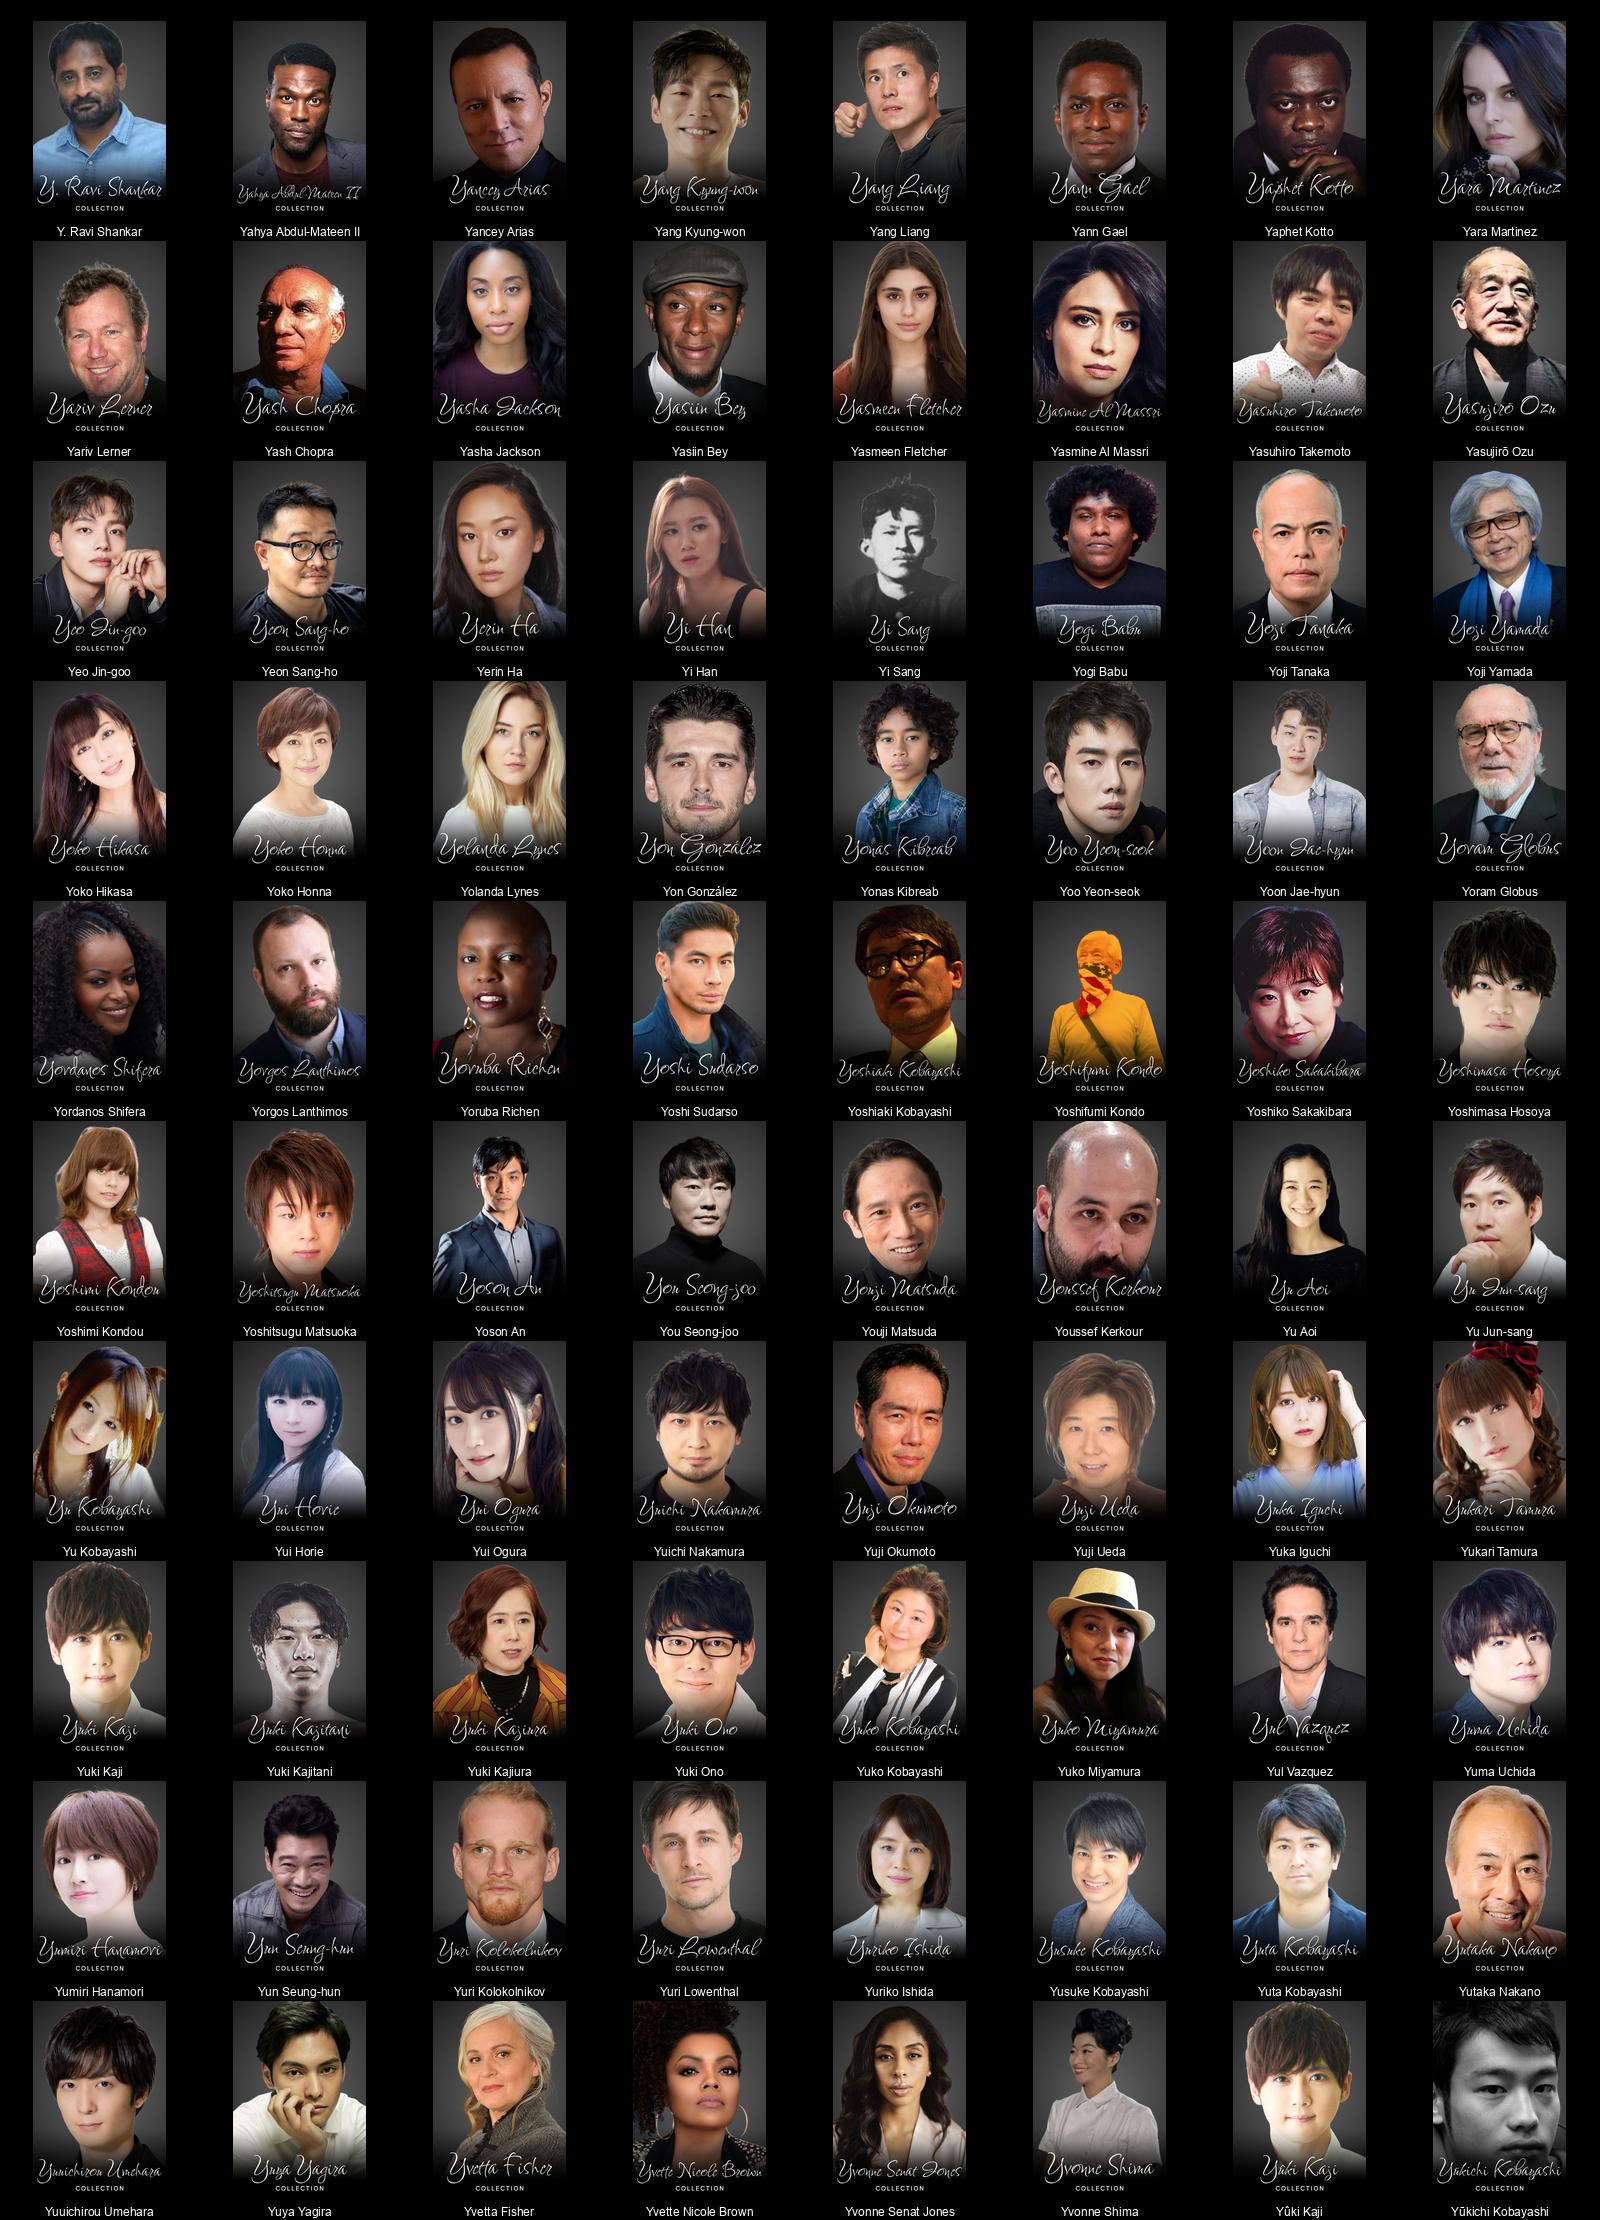 Y. Ravi Shankar Yahya Abdul-Mateen II Yancey Arias Yang Kyung-won Yang Liang Yann Gael Yaphet Kotto Yara Martinez
COLLECTION COLLECTION COLLECTION COLLECTION COLLECTION COLLECTION COLLECTION COLLECTION
Y. Ravi Shankar Yahya Abdul-Mateen II Yancey Arias Yang Kyung-won Yang Liang Yann Gael Yaphet Kotto Yara Martinez
Yariv Lerner Yash Chopra Yasha Jackson Yasiin Bey Yasmeen Fletcher Yasmine Al Massri Yasuhiro Takemoto Yasujirō Ozu
COLLECTION COLLECTION COLLECTION COLLECTION COLLECTION COLLECTION COLLECTION COLLECTION
Yariv Lerner Yash Chopra Yasha Jackson Yasiin Bey Yasmeen Fletcher Yasmine Al Massri Yasuhiro Takemoto Yasujirō Ozu
Yeo Jin-goo Yeon Sang-ho Yerin Ha Yi Han Yi Sang Yogi Babu Yoji Tanaka Yoji Yamada
COLLECTION COLLECTION COLLECTION COLLECTION COLLECTION COLLECTION COLLECTION COLLECTION
Yeo Jin-goo Yeon Sang-ho Yerin Ha Yi Han Yi Sang Yogi Babu Yoji Tanaka Yoji Yamada
Yoko Hikasa Yoko Honna Yolanda Lynes Yon González Yonas Kibreab Yoo Yeon-seok Yoon Jae-hyun Yoram Globus
COLLECTION COLLECTION COLLECTION COLLECTION COLLECTION COLLECTION COLLECTION COLLECTION
Yoko Hikasa Yoko Honna Yolanda Lynes Yon González Yonas Kibreab Yoo Yeon-seok Yoon Jae-hyun Yoram Globus
Yordanos Shifera Yorgos Lanthimos Yoruba Richen Yoshi Sudarso Yoshiaki Kobayashi Yoshifumi Kondo Yoshiko Sakakibara Yoshimasa Hosoya
COLLECTION COLLECTION COLLECTION COLLECTION COLLECTION COLLECTION COLLECTION COLLECTION
Yordanos Shifera Yorgos Lanthimos Yoruba Richen Yoshi Sudarso Yoshiaki Kobayashi Yoshifumi Kondo Yoshiko Sakakibara Yoshimasa Hosoya
Yoshimi Kondou Yoshitsugu Matsuoka Yoson An You Seong-joo Youji Matsuda Youssef Kerkour Yu Aoi Yu Jun-sang
COLLECTION COLLECTION COLLECTION COLLECTION COLLECTION COLLECTION COLLECTION COLLECTION
Yoshimi Kondou Yoshitsugu Matsuoka Yoson An You Seong-joo Youji Matsuda Youssef Kerkour Yu Aoi Yu Jun-sang
Yu Kobayashi Yui Horie Yui Ogura Yuichi Nakamura Yuji Okumoto Yuji Ueda Yuka Iguchi Yukari Tamura
COLLECTION COLLECTION COLLECTION COLLECTION COLLECTION COLLECTION COLLECTION COLLECTION
Yu Kobayashi Yui Horie Yui Ogura Yuichi Nakamura Yuji Okumoto Yuji Ueda Yuka Iguchi Yukari Tamura
Yuki Kaji Yuki Kajitani Yuki Kajiura Yuki Ono Yuko Kobayashi Yuko Miyamura Yul Vazquez Yuma Uchida
COLLECTION COLLECTION COLLECTION COLLECTION COLLECTION COLLECTION COLLECTION COLLECTION
Yuki Kaji Yuki Kajitani Yuki Kajiura Yuki Ono Yuko Kobayashi Yuko Miyamura Yul Vazquez Yuma Uchida
Yumiri Hanamori Yun Seung-hun Yuri Kolokolnikov Yuri Lowenthal Yuriko Ishida Yusuke Kobayashi Yuta Kobayashi Yutaka Nakano
COLLECTION COLLECTION COLLECTION COLLECTION COLLECTION COLLECTION COLLECTION COLLECTION
Yumiri Hanamori Yun Seung-hun Yuri Kolokolnikov Yuri Lowenthal Yuriko Ishida Yusuke Kobayashi Yuta Kobayashi Yutaka Nakano
Yuuichirou Umehara Yuya Yagira Yvetta Fisher Yvette Nicole Brown Yvonne Senat Jones Yvonne Shima Yûki Kaji Yūkichi Kobayashi
COLLECTION COLLECTION COLLECTION COLLECTION COLLECTION COLLECTION COLLECTION COLLECTION
Yuuichirou Umehara Yuya Yagira Yvetta Fisher Yvette Nicole Brown Yvonne Senat Jones Yvonne Shima Yûki Kaji Yūkichi Kobayashi